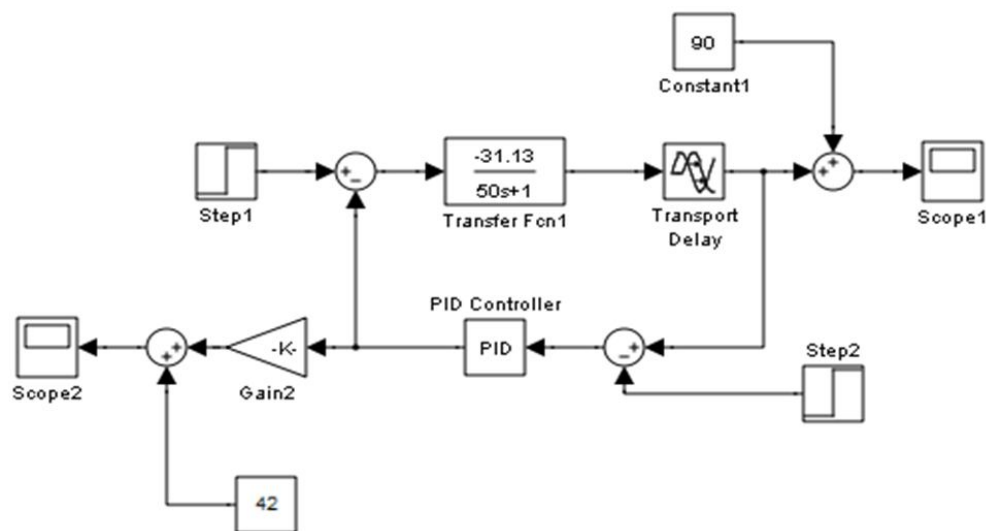 90
Constant1
-31.13
50s+1
Step1
Transfer Fcn1
Transport
Delay
Scope1
PID Controller
PID
-K-
Scope2
Gain2
Step2
42